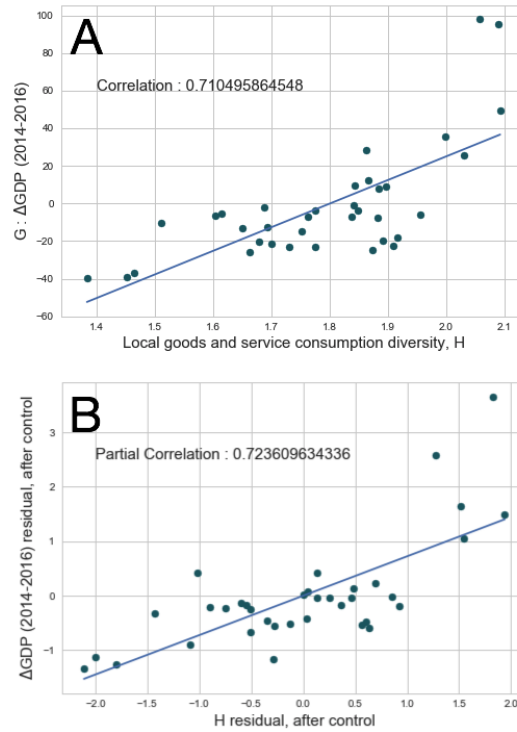 A
Correlation : 0.710495864548
G : ΔGDP (2014-2016)
100
80
60
40
20
0
−20
−40
−60
1.4 1.5 1.6 1.7 1.8 1.9 2.0 2.1
Local goods and service consumption diversity, H
B
Partial Correlation : 0.723609634336
ΔGDP (2014-2016) residual, after control
3
2
1
0
−1
−2.0 −1.5 −1.0 −0.5 0.0 0.5 1.0 1.5 2.0
H residual, after control